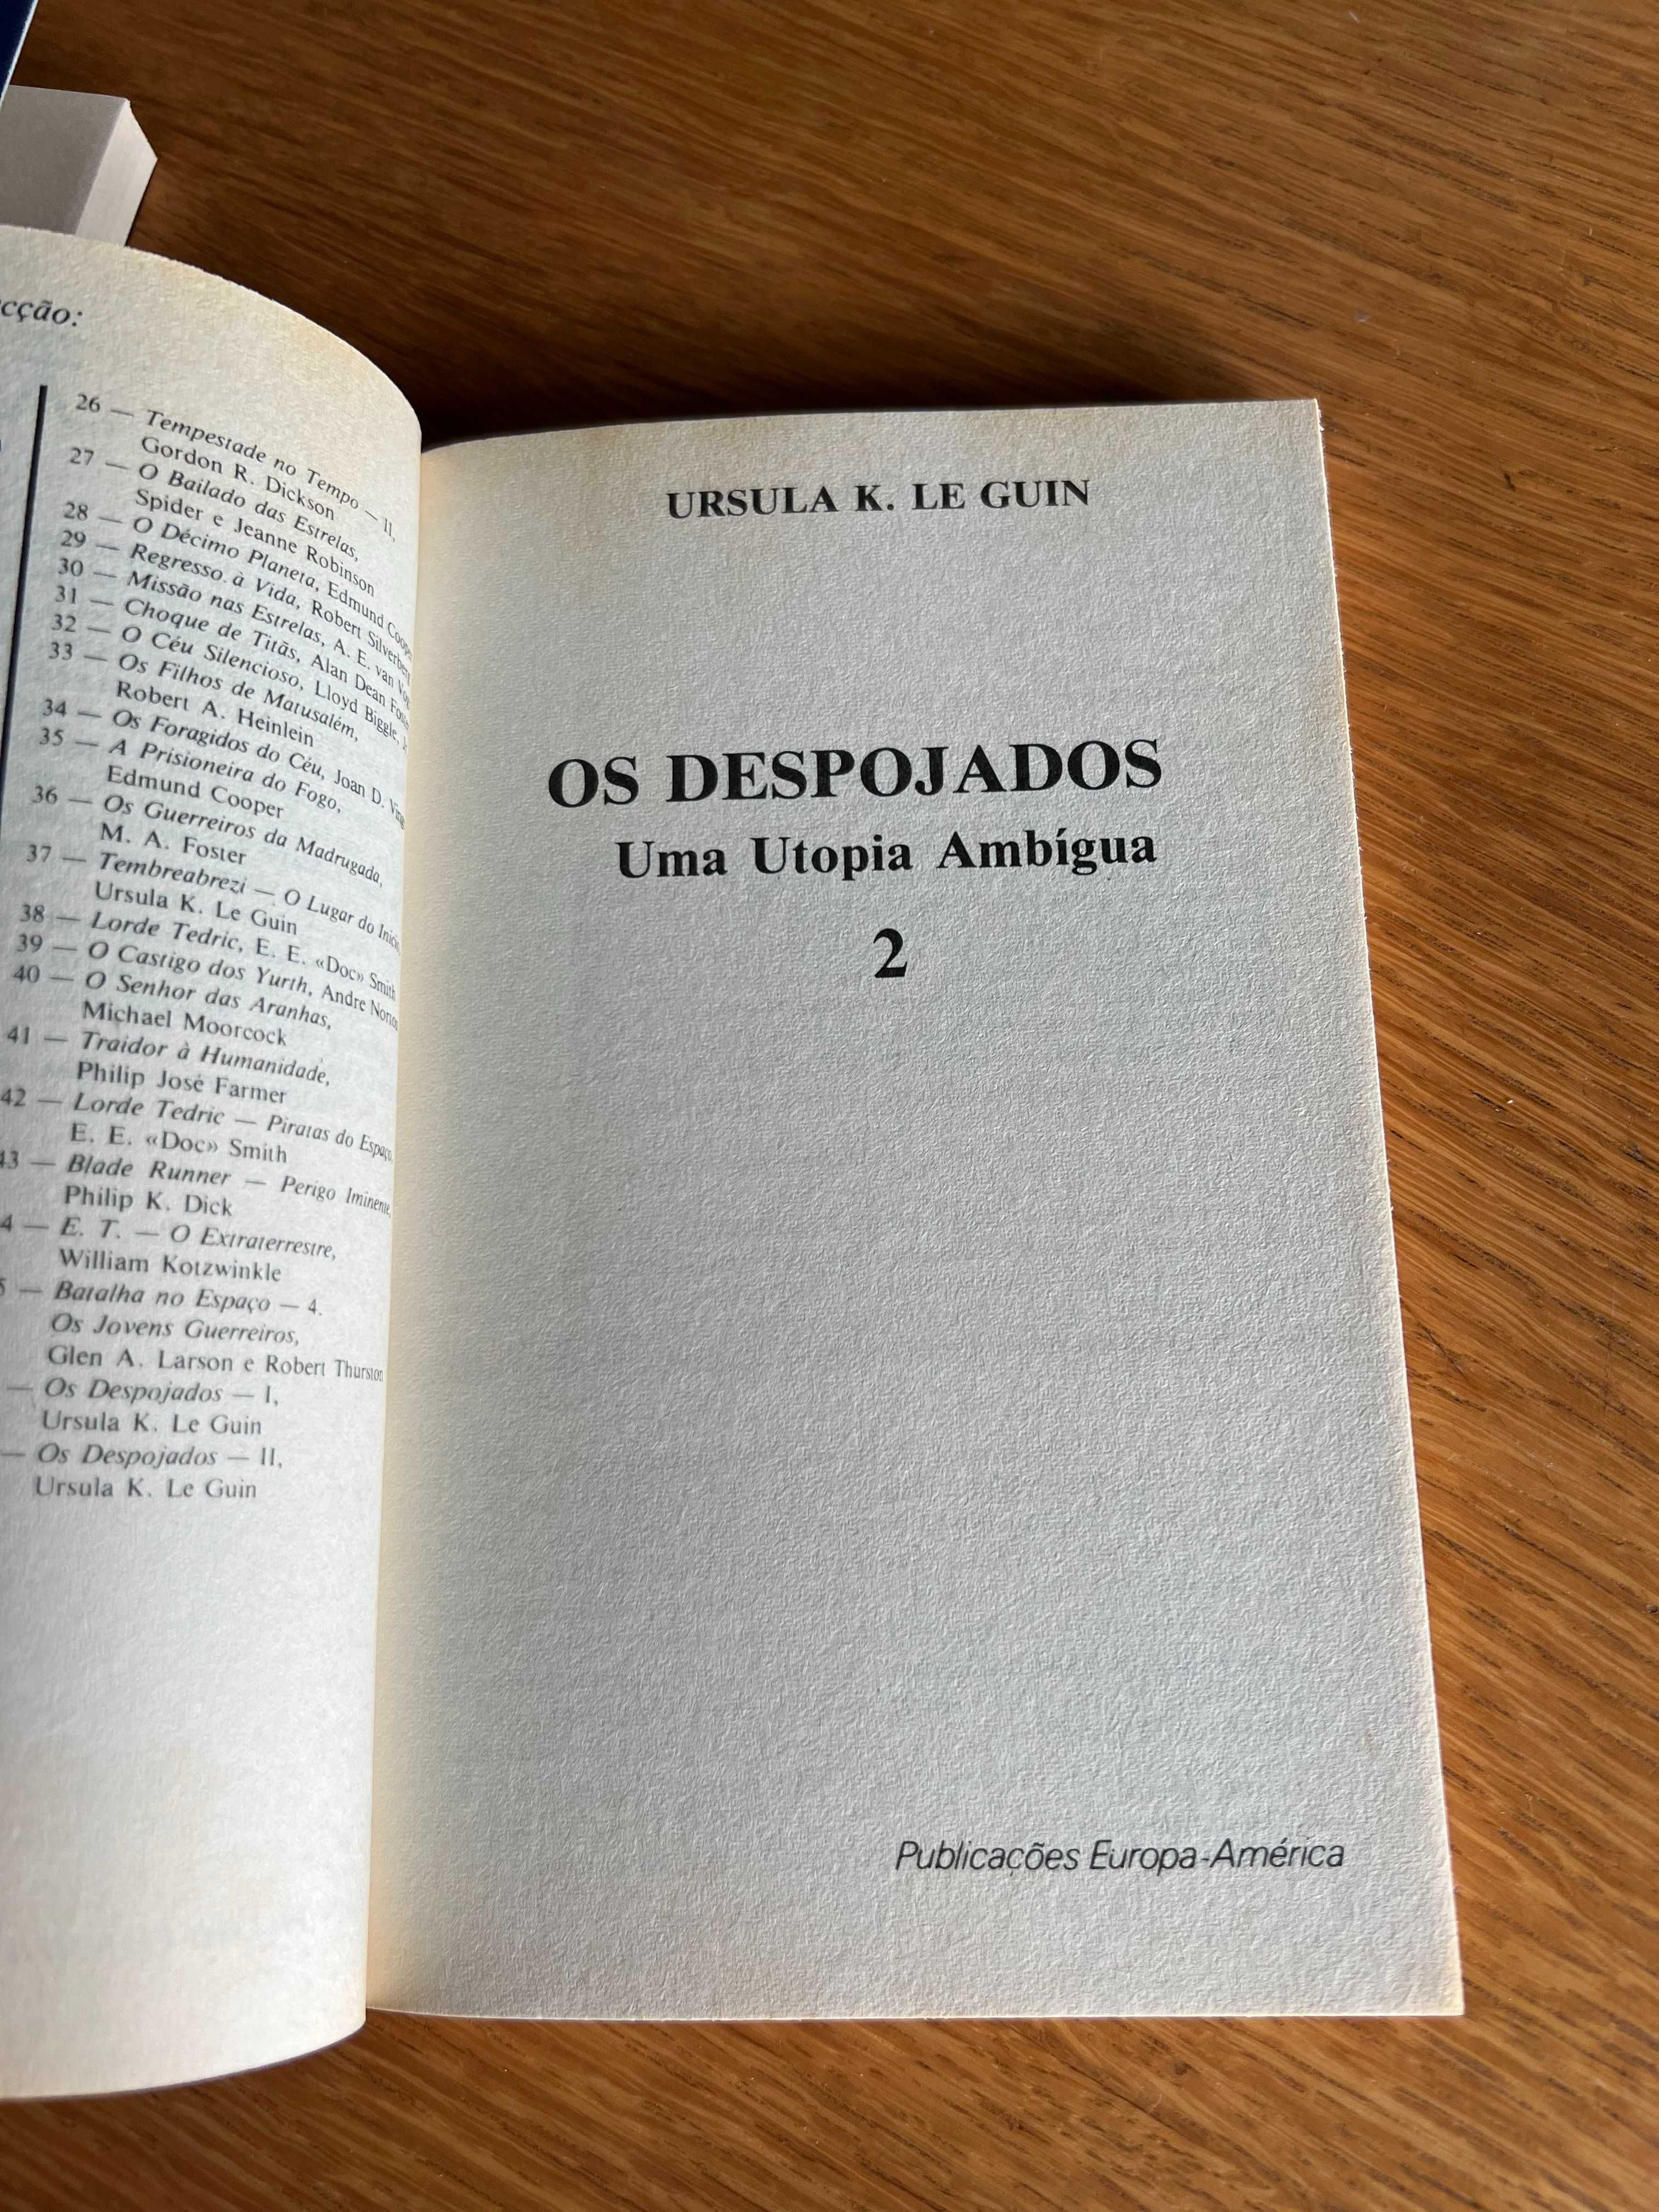 cção:
26 — Tempestade no Tempo — II,
Gordon R. Dickson
27 — O Bailado das Estrelas,
Spider e Jeanne Robinson
28 — O Décimo Planeta, Edmund
29 — Regresso à Vida, Robert
30 — Missão nas Estrelas, A. E. van
31 — Choque de Titãs, Alan Dean
32 — O Céu Silencioso, Lloyd Biggle,
33 — Os Filhos de Matusalém,
Robert A. Heinlein
34 — Os Foragidos do Céu, Joan D.
35 — A Prisioneira do Fogo,
Edmund Cooper
36 — Os Guerreiros da Madrugada,
M. A. Foster
37 — Tembreabrezi — O Lugar do
Ursula K. Le Guin
38 — Lorde Tedric, E. E. «Doc» Smith
39 — O Castigo dos Yurth, Andre
40 — O Senhor das Aranhas,
Michael Moorcock
41 — Traidor à Humanidade,
Philip José Farmer
42 — Lorde Tedric — Piratas do Espaço,
E. E. «Doc» Smith
43 — Blade Runner — Perigo Iminente,
Philip K. Dick
4 — E. T. — O Extraterrestre,
William Kotzwinkle
5 — Batalha no Espaço — 4.
Os Jovens Guerreiros,
Glen A. Larson e Robert Thurston
— Os Despojados — I,
Ursula K. Le Guin
— Os Despojados — II,
Ursula K. Le Guin
URSULA K. LE GUIN
OS DESPOJADOS
Uma Utopia Ambígua
2
Publicações Europa-América